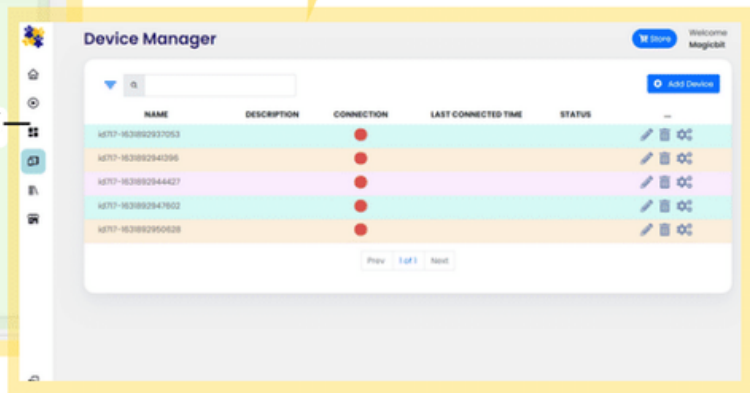 Device Manager
Store
Welcome
Magicbit
Add Device
NAME DESCRIPTION CONNECTION LAST CONNECTED TIME STATUS ...
id717-1631892937053
id717-1631892941396
id717-1631892944427
id717-1631892947602
id717-1631892950628
Prev 1 of 1 Next